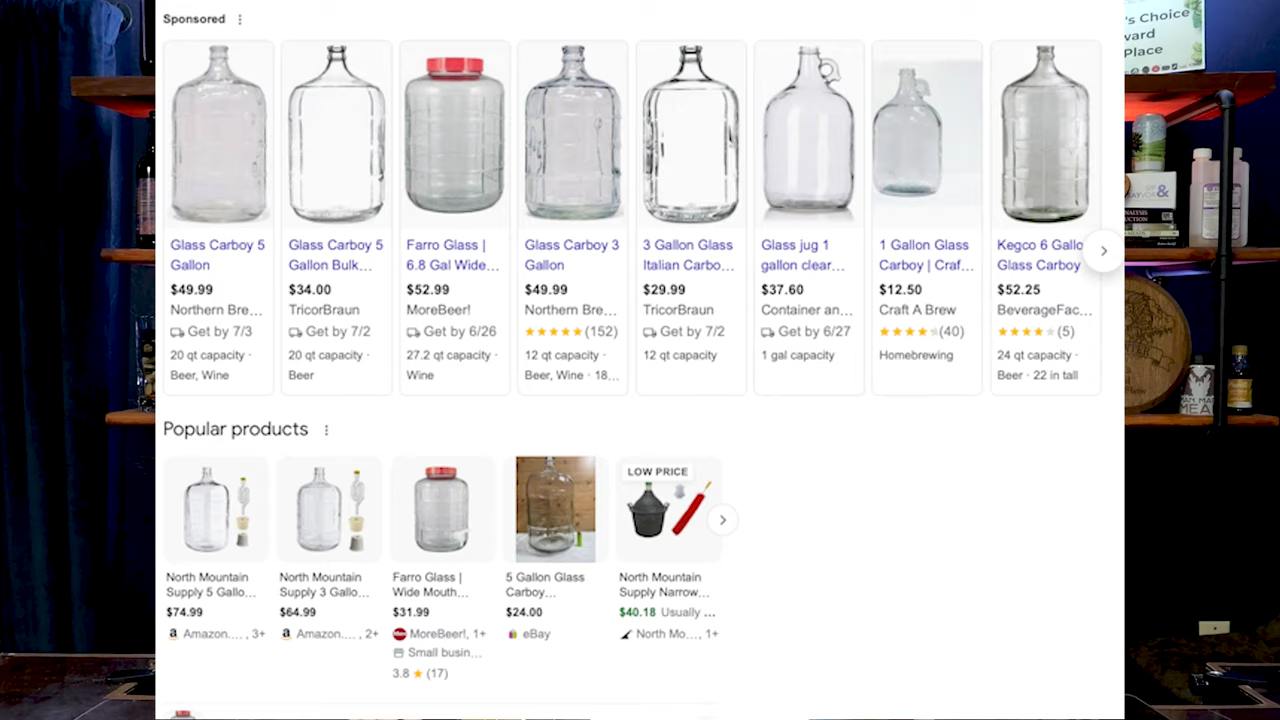 Sponsored
Glass Carboy 5
Gallon
$49.99
Northern Bre...
Get by 7/3
20 qt capacity ·
Beer, Wine
Glass Carboy 5
Gallon Bulk...
$34.00
TricorBraun
Get by 7/2
20 qt capacity ·
Beer
Farro Glass |
6.8 Gal Wide...
$52.99
MoreBeer!
Get by 6/26
27.2 qt capacity ·
Wine
Glass Carboy 3
Gallon
$49.99
Northern Bre...
(152)
12 qt capacity ·
Beer, Wine · 18...
3 Gallon Glass
Italian Carbo...
$29.99
TricorBraun
Get by 7/2
12 qt capacity
Glass jug 1
gallon clear...
$37.60
Container an...
Get by 6/27
1 gal capacity
1 Gallon Glass
Carboy | Craf...
$12.50
Craft A Brew
(40)
Homebrewing
Kegco 6 Gallo
Glass Carboy
$52.25
BeverageFac...
(5)
24 qt capacity ·
Beer · 22 in tall
Popular products
North Mountain
Supply 5 Gallo...
$74.99
Amazon...., 3+
North Mountain
Supply 3 Gallo...
$64.99
Amazon...., 2+
Farro Glass |
Wide Mouth...
$31.99
MoreBeer!, 1+
Small busin...
3.8 (17)
5 Gallon Glass
Carboy...
$24.00
eBay
LOW PRICE
North Mountain
Supply Narrow...
$40.18 Usually ...
North Mo..., 1+
's Choice
ward
Place
&
MEA